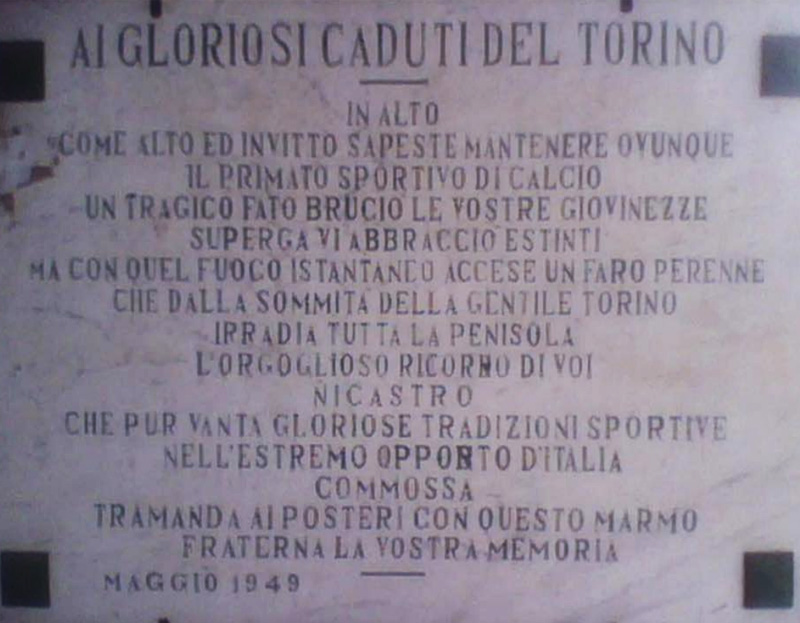 AI GLORIOSI CADUTI DEL TORINO
IN ALTO
COME ALTO ED INVITTO SAPESTE MANTENERE OVUNQUE
IL PRIMATO SPORTIVO DI CALCIO
UN TRAGICO FATO BRUCIO LE VOSTRE GIOVINEZZE
SUPERGA VI ABBRACCIO ESTINTI
MA CON QUEL FUOCO ISTANTANEO ACCESE UN FARO PERENNE
CHE DALLA SOMMITA DELLA GENTILE TORINO
IRRADIA TUTTA LA PENISOLA
L'ORGOGLIOSO RICORDO DI VOI
NICASTRO
CHE PUR VANTA GLORIOSE TRADIZIONI SPORTIVE
NELL'ESTREMO OPPORTO D'ITALIA
COMMOSSA
TRAMANDA AI POSTERI CON QUESTO MARMO
FRATERNA LA VOSTRA MEMORIA
MAGGIO 1949